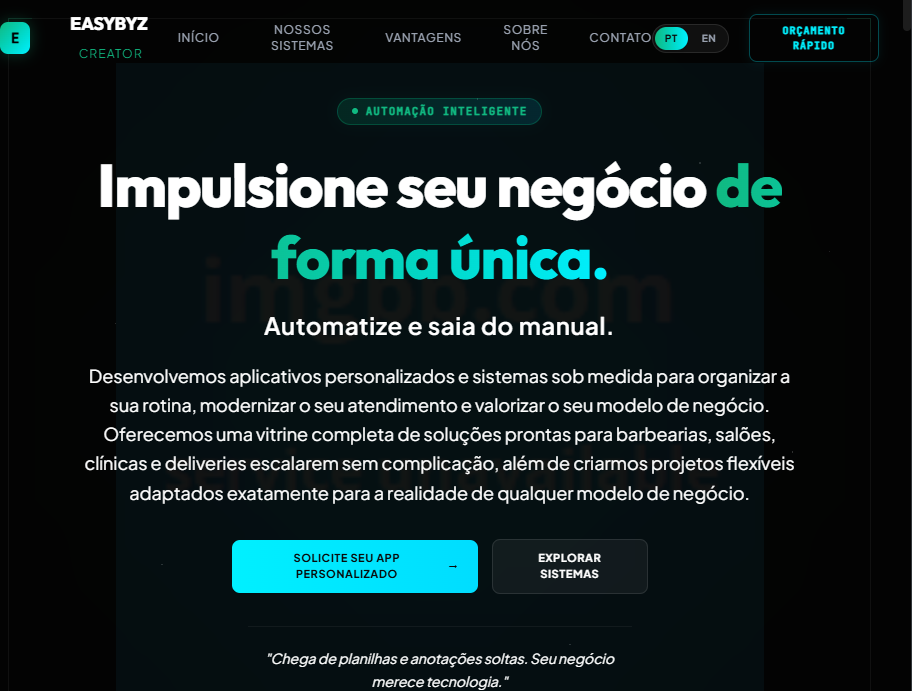 E
EASYBYZ
CREATOR
INÍCIO
NOSSOS
SISTEMAS
VANTAGENS
SOBRE
NÓS
CONTATO
PT
EN
ORÇAMENTO
RÁPIDO
AUTOMAÇÃO INTELIGENTE
Impulsione seu negócio de
forma única.
imgbb.com
Automatize e saia do manual.
Desenvolvemos aplicativos personalizados e sistemas sob medida para organizar a
sua rotina, modernizar o seu atendimento e valorizar o seu modelo de negócio.
Oferecemos uma vitrine completa de soluções prontas para barbearias, salões,
clínicas e deliveries escalarem sem complicação, além de criarmos projetos flexíveis
adaptados exatamente para a realidade de qualquer modelo de negócio.
SOLICITE SEU APP
PERSONALIZADO →
EXPLORAR
SISTEMAS
"Chega de planilhas e anotações soltas. Seu negócio
merece tecnologia."